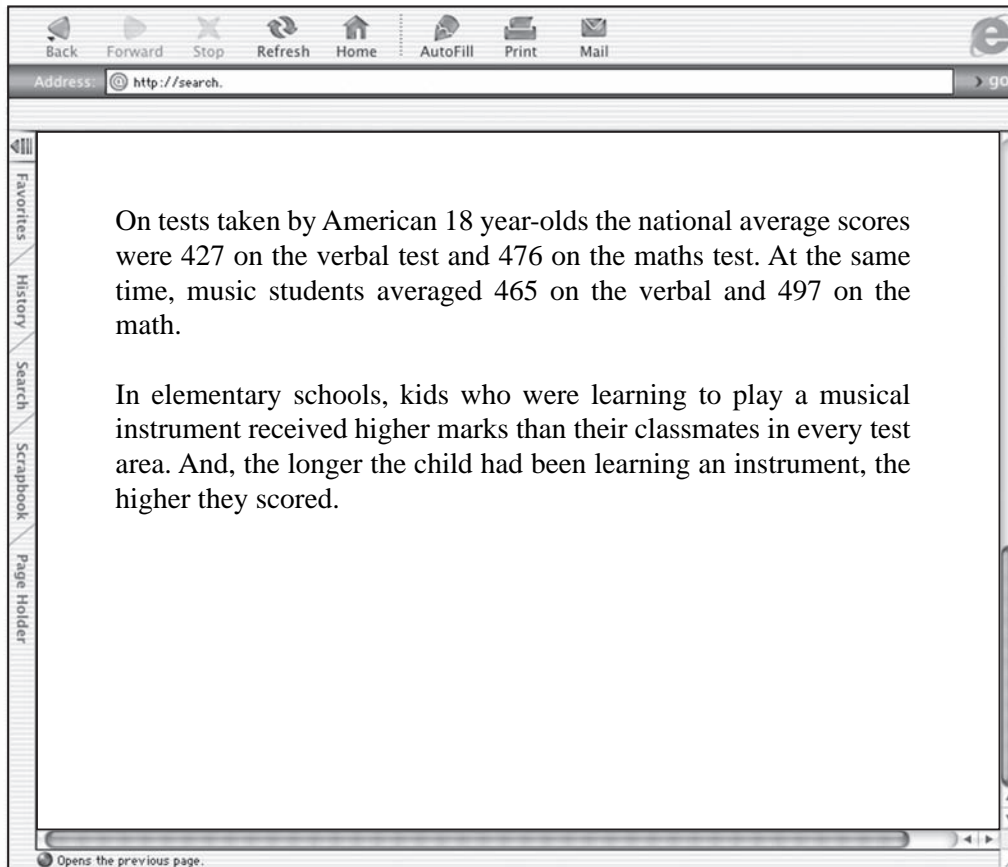 Back Forward Stop Refresh Home AutoFill Print Mail
Address: @ http://search. › go
Favorites
History
Search
Scrapbook
Page Holder
On tests taken by American 18 year-olds the national average scores
were 427 on the verbal test and 476 on the maths test. At the same
time, music students averaged 465 on the verbal and 497 on the
math.
In elementary schools, kids who were learning to play a musical
instrument received higher marks than their classmates in every test
area. And, the longer the child had been learning an instrument, the
higher they scored.
Opens the previous page.